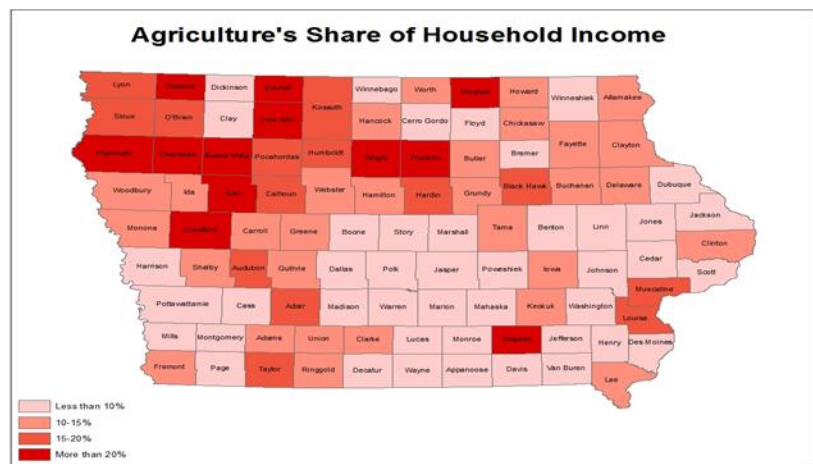 Agriculture's Share of Household Income
Lyon Osceola Dickinson Emmet Winnebago Worth Mitchell Howard Winneshiek Allamakee
Kossuth
Sioux O'Brien Clay Palo Alto Hancock Cerro Gordo Floyd Chickasaw
Fayette Clayton
Plymouth Cherokee Buena Vista Pocahontas Humboldt Wright Franklin Butler Bremer
Woodbury Ida Sac Calhoun Webster Hamilton Hardin Grundy Black Hawk Buchanan Delaware Dubuque
Monona Crawford Carroll Greene Boone Story Marshall Tama Benton Linn Jones Jackson
Clinton
Cedar
Harrison Shelby Audubon Guthrie Dallas Polk Jasper Poweshiek Iowa Johnson Scott
Muscatine
Pottawattamie Cass Adair Madison Warren Marion Mahaska Keokuk Washington
Louisa
Mills Montgomery Adams Union Clarke Lucas Monroe Wapello Jefferson Henry Des Moines
Fremont Page Taylor Ringgold Decatur Wayne Appanoose Davis Van Buren
Lee
Less than 10%
10-15%
15-20%
More than 20%